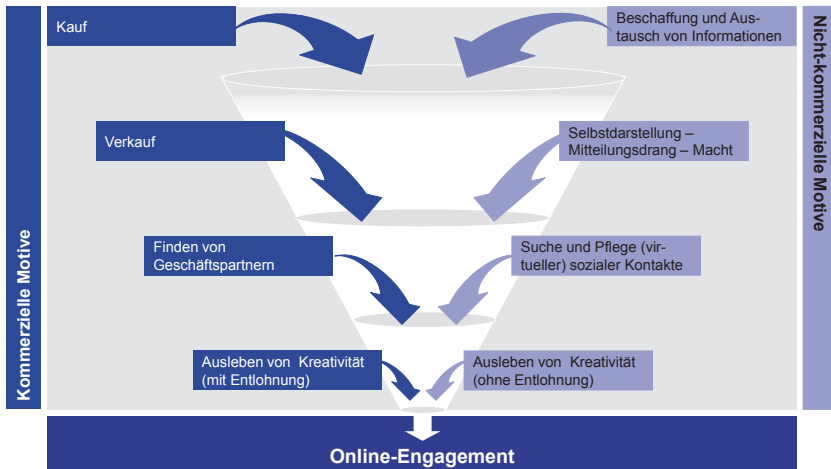 Kommerzielle Motive
Kauf
Verkauf
Finden von
Geschäftspartnern
Ausleben von Kreativität
(mit Entlohnung)
Beschaffung und Aus-
tausch von Informationen
Selbstdarstellung –
Mitteilungsdrang – Macht
Suche und Pflege (vir-
tueller) sozialer Kontakte
Ausleben von Kreativität
(ohne Entlohnung)
Nicht-kommerzielle Motive
Online-Engagement